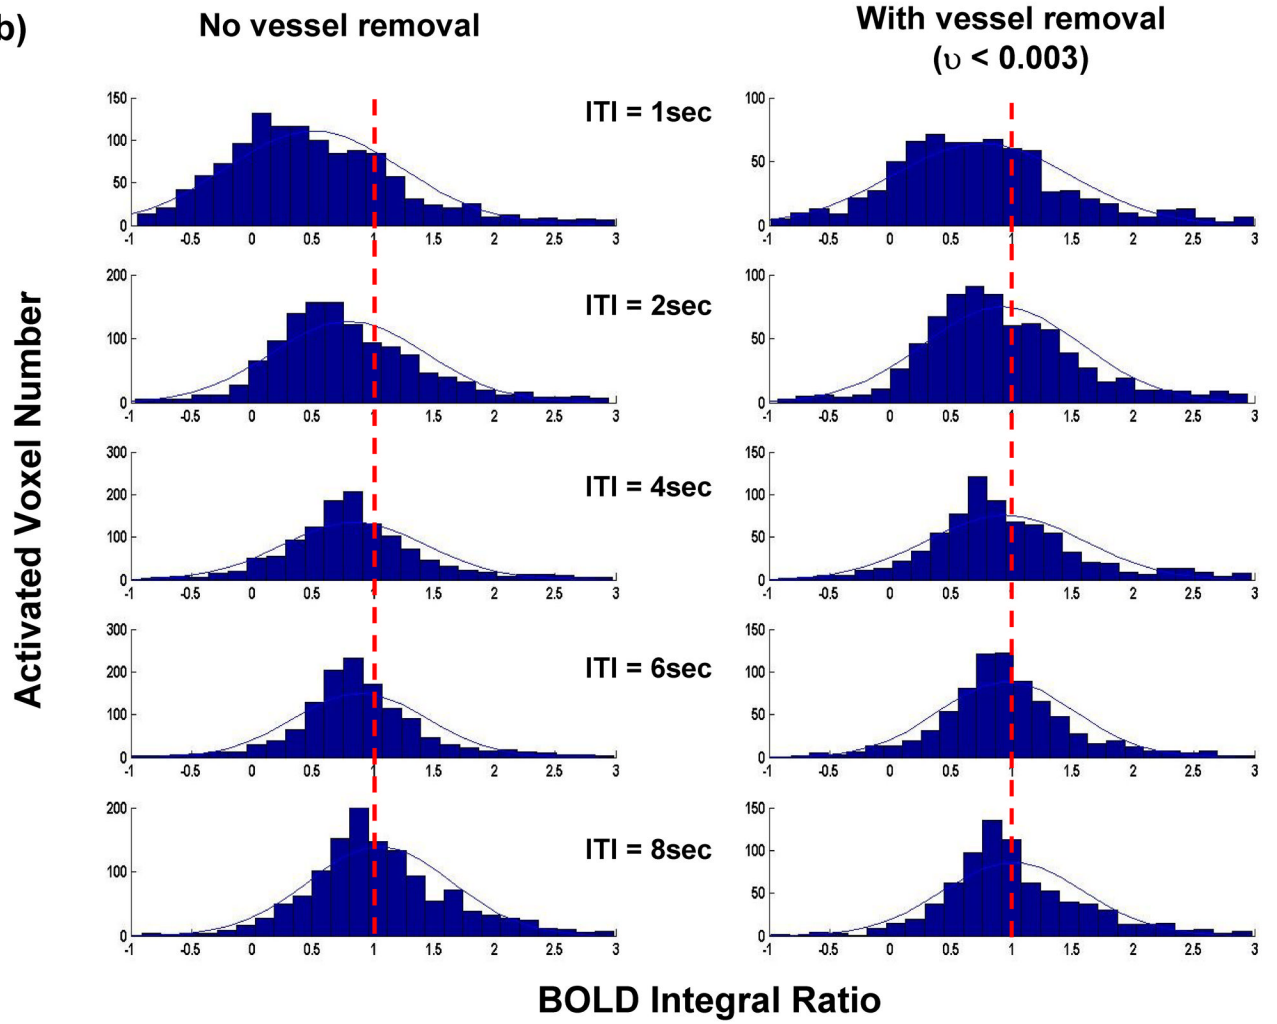 b)
No vessel removal
With vessel removal
(υ < 0.003)
Activated Voxel Number
ITI = 1sec
150
100
50
0
-1 -0.5 0 0.5 1 1.5 2 2.5 3
100
50
0
-1 -0.5 0 0.5 1 1.5 2 2.5 3
ITI = 2sec
200
100
0
-1 -0.5 0 0.5 1 1.5 2 2.5 3
100
50
0
-1 -0.5 0 0.5 1 1.5 2 2.5 3
ITI = 4sec
300
200
100
0
-1 -0.5 0 0.5 1 1.5 2 2.5 3
150
100
50
0
-1 -0.5 0 0.5 1 1.5 2 2.5 3
ITI = 6sec
300
200
100
0
-1 -0.5 0 0.5 1 1.5 2 2.5 3
150
100
50
0
-1 -0.5 0 0.5 1 1.5 2 2.5 3
ITI = 8sec
200
100
0
-1 -0.5 0 0.5 1 1.5 2 2.5 3
150
100
50
0
-1 -0.5 0 0.5 1 1.5 2 2.5 3
BOLD Integral Ratio